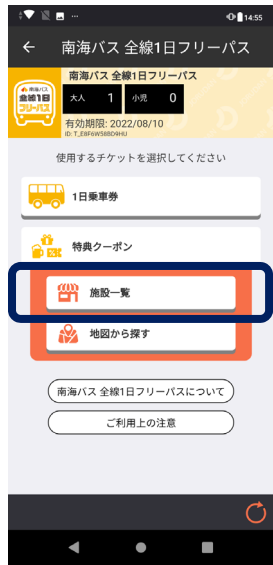 14:55
南海バス 全線1日フリーパス
南海バス 全線1日フリーパス
南海バス
全線1日
フリーパス
大人 1 小児 0
有効期限: 2022/08/10
使用するチケットを選択してください
1日乗車券
特典クーポン
施設一覧
地図から探す
南海バス 全線1日フリーパスについて
ご利用上の注意